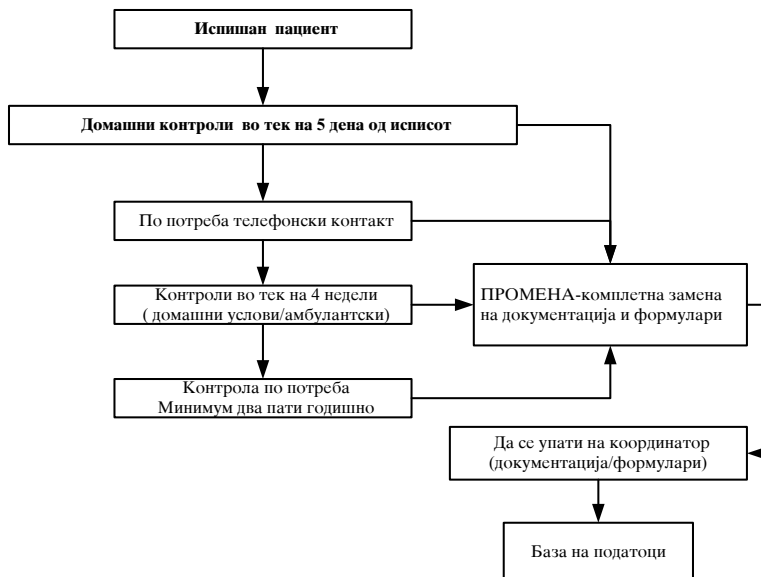 Испишан пациент
Домашни контроли во тек на 5 дена од исписот
По потреба телефонски контакт
Контроли во тек на 4 недели
( домашни услови/амбулантски)
ПРОМЕНА-комплетна замена
на документација и формулари
Контрола по потреба
Минимум два пати годишно
Да се упати на координатор
(документација/формулари)
База на податоци